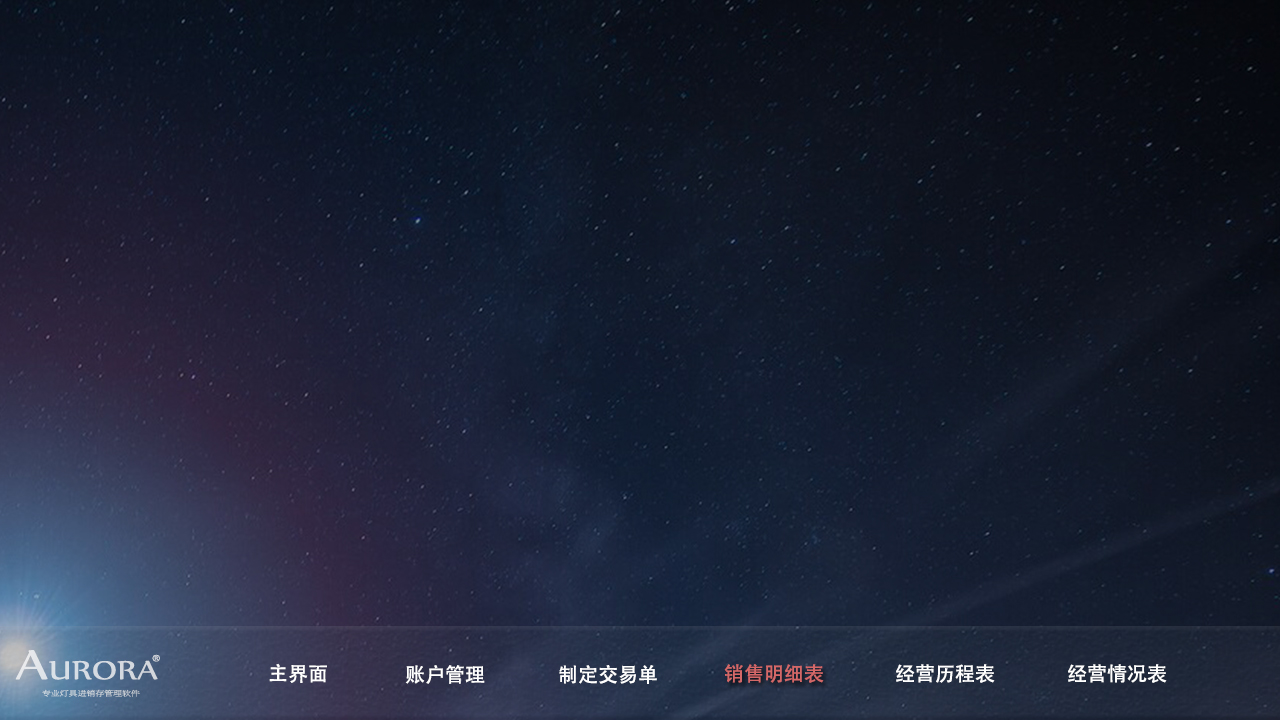 AURORA®
专业灯具进销存管理软件
主界面
账户管理
制定交易单
销售明细表
经营历程表
经营情况表